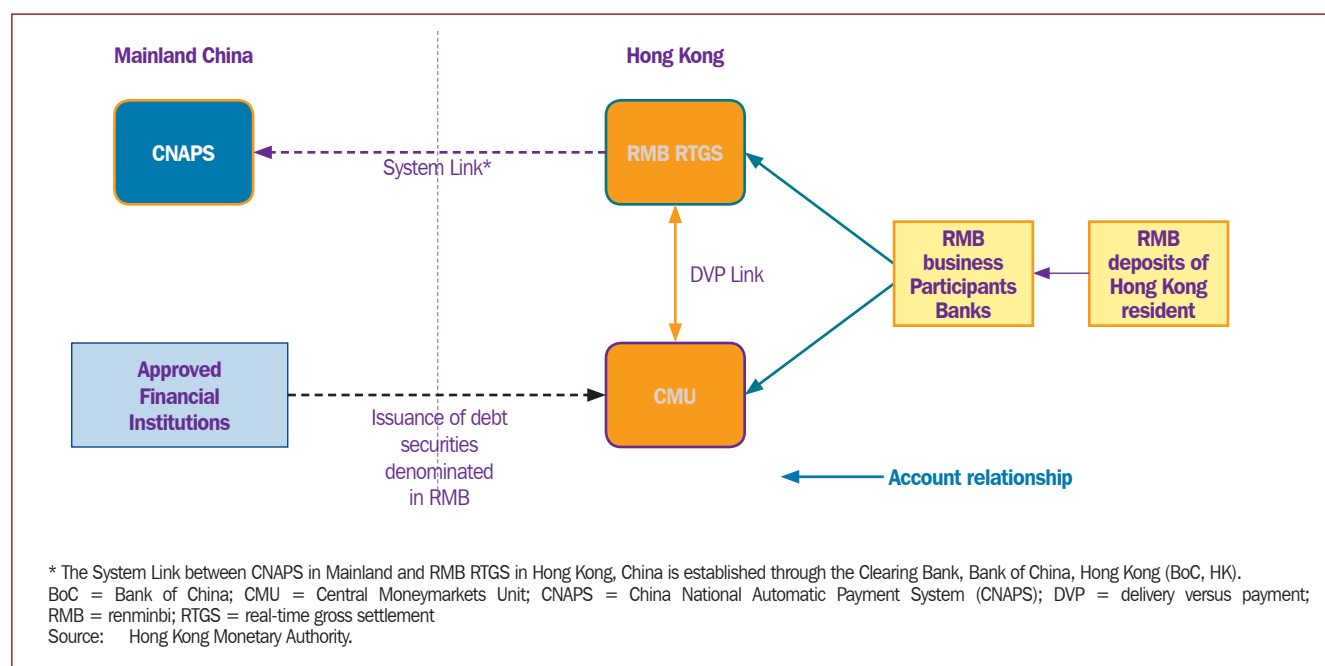 Mainland China
Hong Kong
CNAPS
System Link*
RMB RTGS
DVP Link
RMB
business
Participants
Banks
RMB
deposits of
Hong Kong
resident
Approved
Financial
Institutions
Issuance of debt
securities
denominated
in RMB
CMU
Account relationship
* The System Link between CNAPS in Mainland and RMB RTGS in Hong Kong, China is established through the Clearing Bank, Bank of China, Hong Kong (BoC, HK).
BoC = Bank of China; CMU = Central Moneymarkets Unit; CNAPS = China National Automatic Payment System (CNAPS); DVP = delivery versus payment;
RMB = renminbi; RTGS = real-time gross settlement
Source: Hong Kong Monetary Authority.